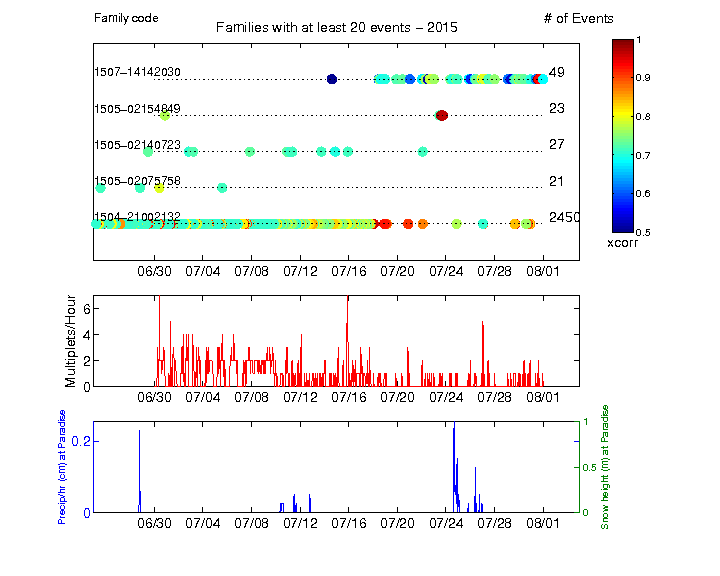 Family code
Families with at least 20 events – 2015
# of Events
1507–14142030
49
1505–02154849
23
1505–02140723
27
1505–02075758
21
1504–21002132
2450
06/30 07/04 07/08 07/12 07/16 07/20 07/24 07/28 08/01
1
0.9
0.8
0.7
0.6
0.5
xcorr
Multiplets/Hour
6
4
2
0
06/30 07/04 07/08 07/12 07/16 07/20 07/24 07/28 08/01
Precip/hr (cm) at Paradise
0.2
0
06/30 07/04 07/08 07/12 07/16 07/20 07/24 07/28 08/01
1
0.5
0
Snow height (m) at Paradise